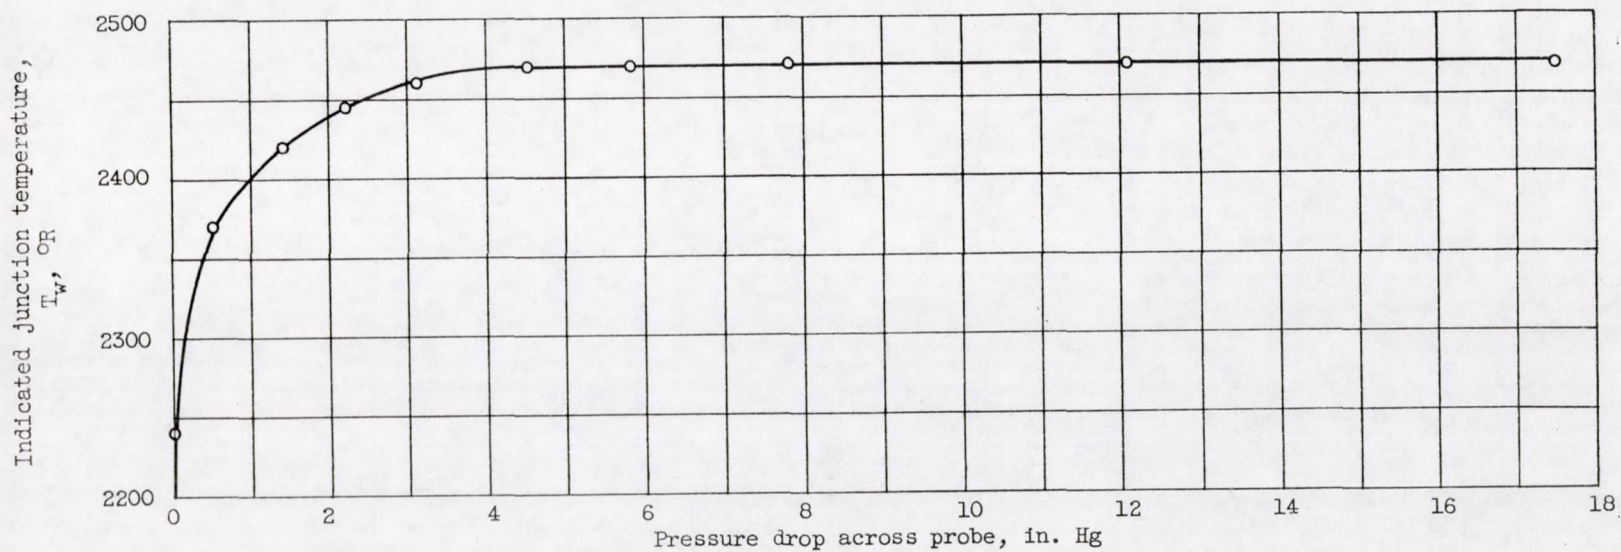 Indicated junction temperature,
T_w, °R
2500
2400
2300
2200
0 2 4 6 8 10 12 14 16 18
Pressure drop across probe, in. Hg